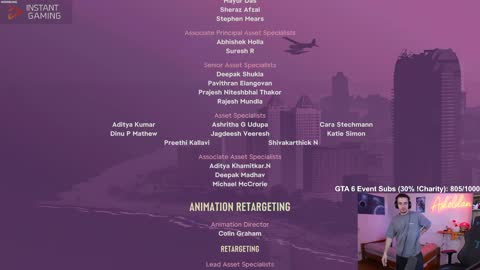 WERBUNG
INSTANT
GAMING
Mayur Das
Sheraz Afzal
Stephen Mears
Associate Principal Asset Specialists
Abhishek Holla
Suresh R
Senior Asset Specialists
Deepak Shukla
Pavithran Elangovan
Prajesh Niteshbhai Thakor
Rajesh Mundla
Asset Specialists
Aditya Kumar Ashritha G Udupa Cara Stechmann
Dinu P Mathew Jagdeesh Veeresh Katie Simon
Preethi Kallavi Shivakarthick N
Associate Asset Specialists
Aditya Khamitkar.N
Deepak Madhav
Michael McCrorie
ANIMATION RETARGETING
Animation Director
Colin Graham
RETARGETING
Lead Asset Specialists
GTA 6 Event Subs (30% !Charity): 805/1000